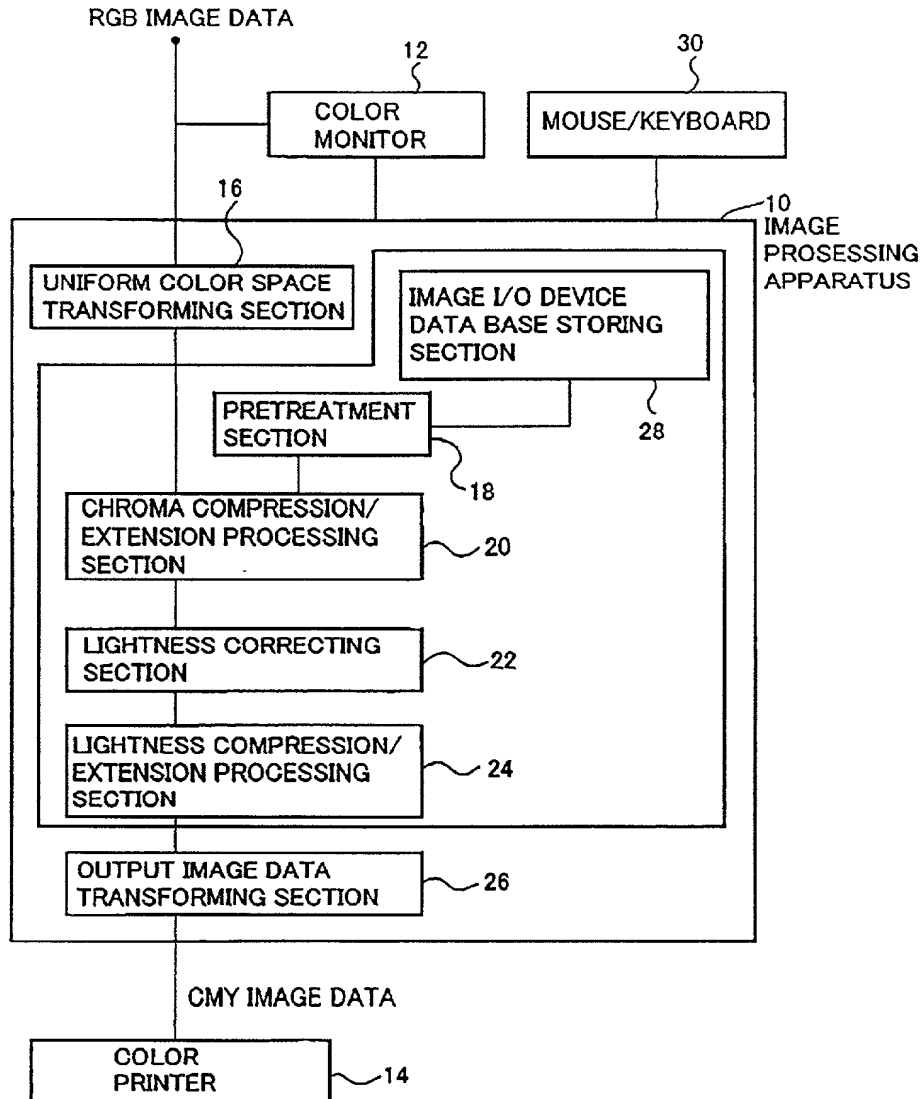 RGB IMAGE DATA
12
30
COLOR
MONITOR
MOUSE/KEYBOARD
16
10
IMAGE
PROSESSING
APPARATUS
UNIFORM COLOR SPACE
TRANSFORMING SECTION
IMAGE I/O DEVICE
DATA BASE STORING
SECTION
28
PRETREATMENT
SECTION
18
CHROMA COMPRESSION/
EXTENSION PROCESSING
SECTION
20
LIGHTNESS CORRECTING
SECTION
22
LIGHTNESS COMPRESSION/
EXTENSION PROCESSING
SECTION
24
OUTPUT IMAGE DATA
TRANSFORMING SECTION
26
CMY IMAGE DATA
COLOR
PRINTER
14